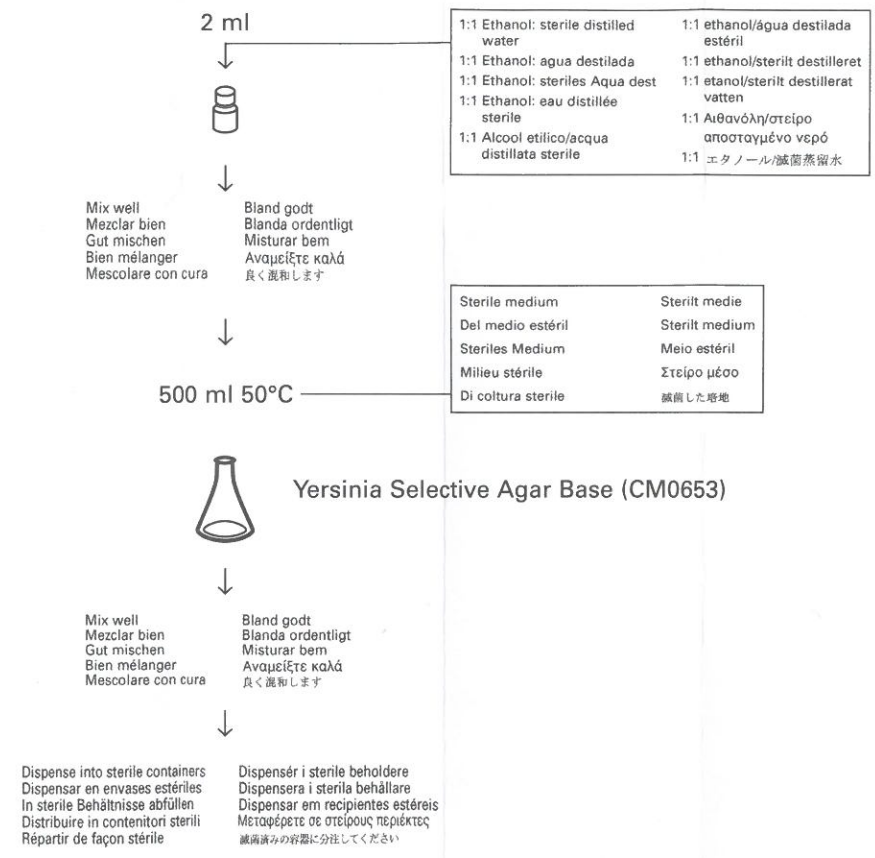 2 ml
1:1 Ethanol: sterile distilled
water
1:1 Ethanol: agua destilada
1:1 Ethanol: steriles Aqua dest
1:1 Ethanol: eau distillée
sterile
1:1 Alcool etilico/acqua
distillata sterile
1:1 ethanol/água destilada
estéril
1:1 ethanol/sterilt destilleret
1:1 etanol/sterilt destillerat
vatten
1:1 Αιθανόλη/στείρο
αποσταγμένο νερό
1:1 エタノール/滅菌蒸留水
Mix well
Mezclar bien
Gut mischen
Bien mélanger
Mescolare con cura
Bland godt
Blanda ordentligt
Misturar bem
Αναμείξτε καλά
良く混和します
500 ml 50°C
Sterile medium
Del medio estéril
Steriles Medium
Milieu stérile
Di coltura sterile
Sterilt medie
Sterilt medium
Meio estéril
Στείρο μέσο
滅菌した培地
Yersinia Selective Agar Base (CM0653)
Mix well
Mezclar bien
Gut mischen
Bien mélanger
Mescolare con cura
Bland godt
Blanda ordentligt
Misturar bem
Αναμείξτε καλά
良く混和します
Dispense into sterile containers
Dispensar en envases estériles
In sterile Behältnisse abfüllen
Distribuire in contenitori sterili
Répartir de façon stérile
Dispensér i sterile beholdere
Dispensera i sterila behållare
Dispensar em recipientes estéreis
Μεταφέρετε σε στείρους περιέκτες
滅菌済みの容器に分注してください